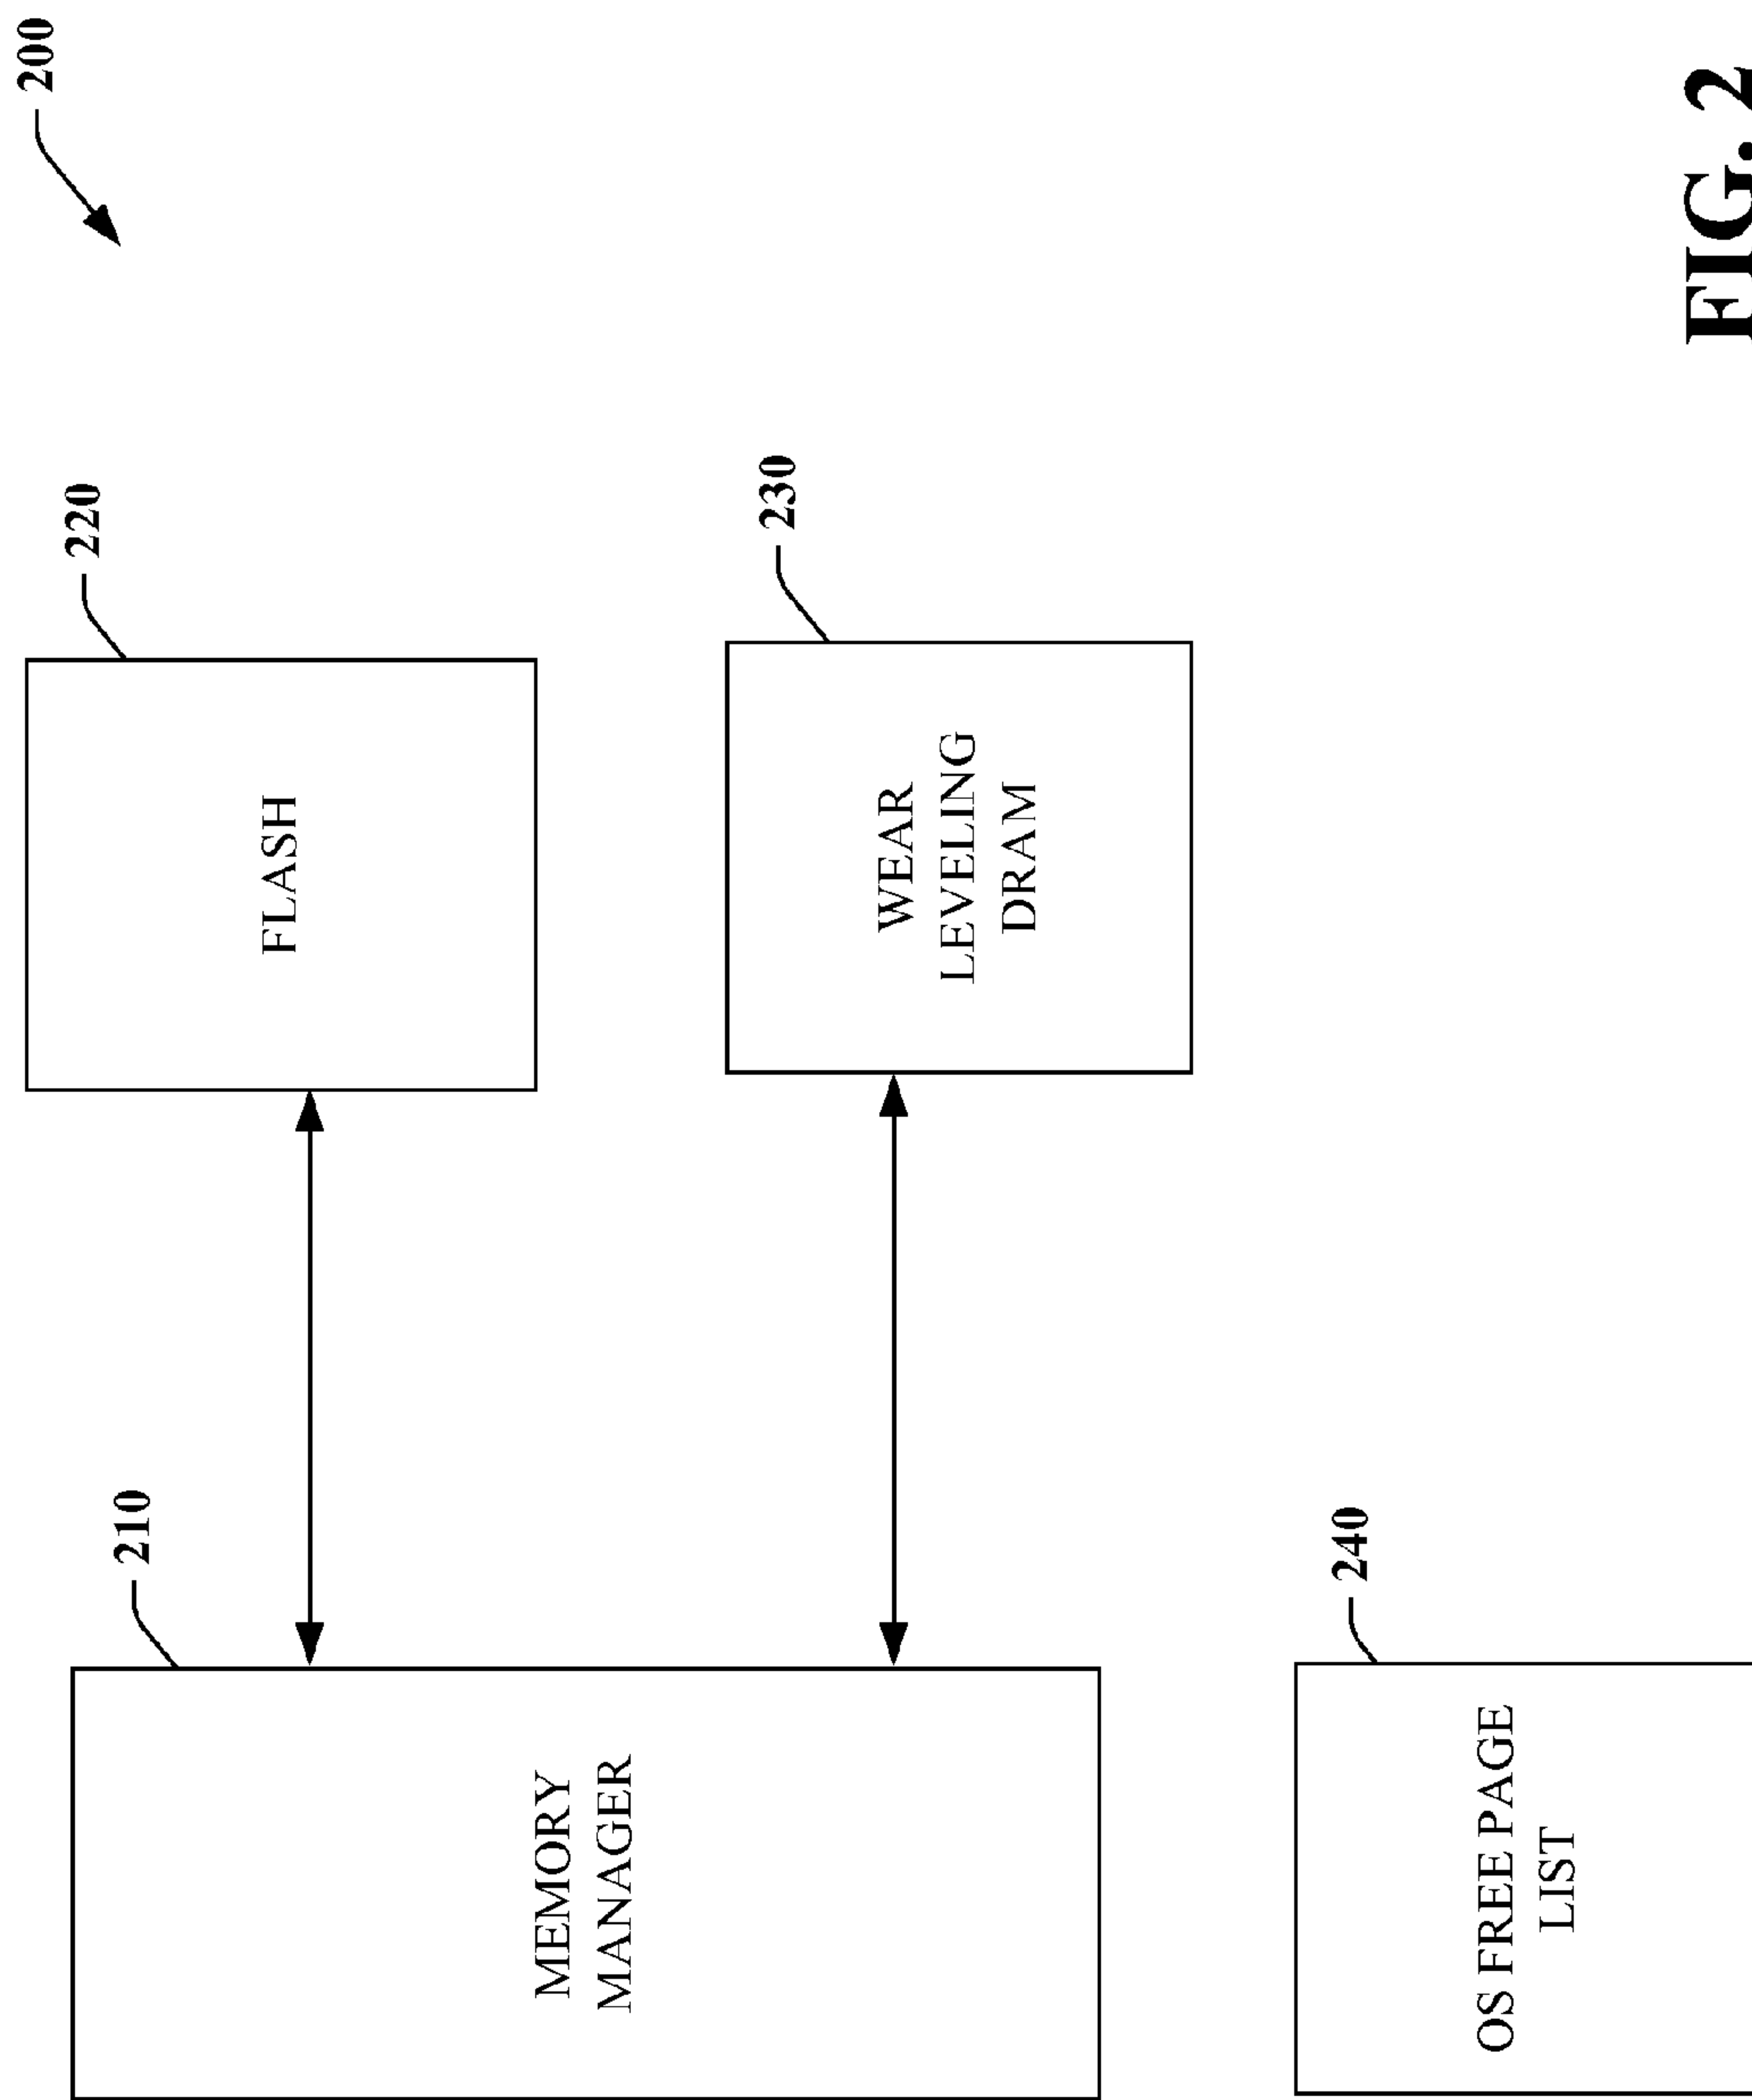 200
210
MEMORY
MANAGER
220
FLASH
230
WEAR
LEVELING
DRAM
240
OS FREE PAGE
LIST
FIG. 2